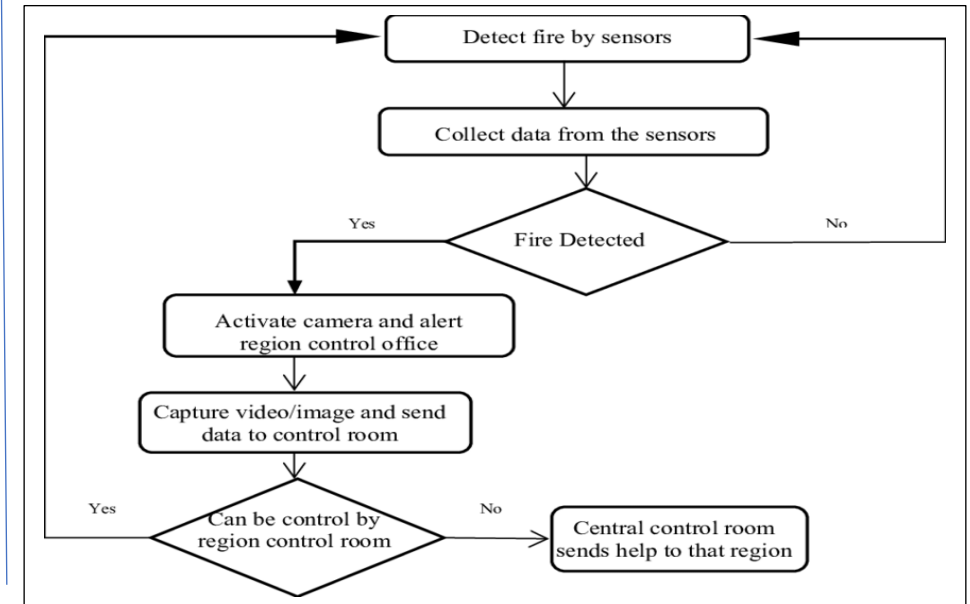 Detect fire by sensors
Collect data from the sensors
Yes
No
Fire Detected
Activate camera and alert
region control office
Capture video/image and send
data to control room
Yes
Can be control by
region control room
No
Central control room
sends help to that region